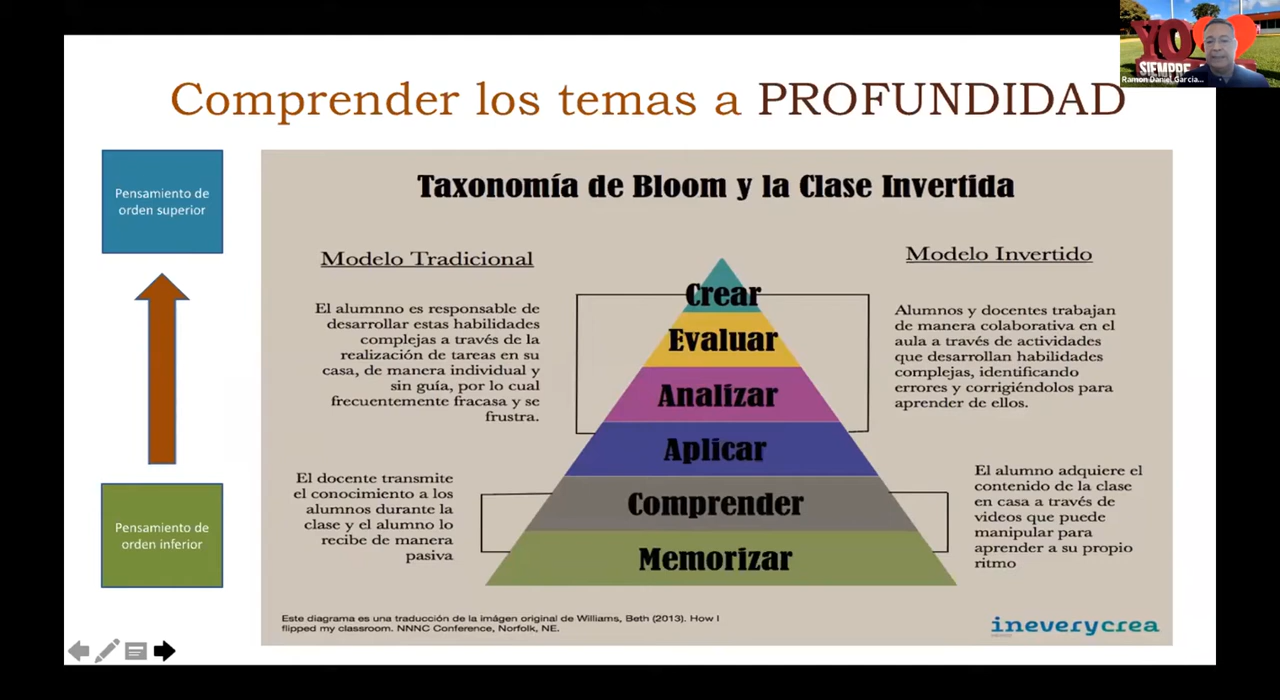 YO
SIEMPRE
Ramon Daniel Garcia...
Comprender los temas a PROFUNDIDAD
Pensamiento de
orden superior
Pensamiento de
orden inferior
Taxonomía de Bloom y la Clase Invertida
Modelo Tradicional
El alumnno es responsable de
desarrollar estas habilidades
complejas a través de la
realización de tareas en su
casa, de manera individual y
sin guía, por lo cual
frecuentemente fracasa y se
frustra.
El docente transmite
el conocimiento a los
alumnos durante la
clase y el alumno lo
recibe de manera
pasiva
Crear
Evaluar
Analizar
Aplicar
Comprender
Memorizar
Modelo Invertido
Alumnos y docentes trabajan
de manera colaborativa en el
aula a través de actividades
que desarrollan habilidades
complejas, identificando
errores y corrigiéndolos para
aprender de ellos.
El alumno adquiere el
contenido de la clase
en casa a través de
videos que puede
manipular para
aprender a su propio
ritmo
Este diagrama es una traducción de la imágen original de Williams, Beth (2013). How I
flipped my classroom. NNNC Conference, Norfolk, NE.
ineverycrea